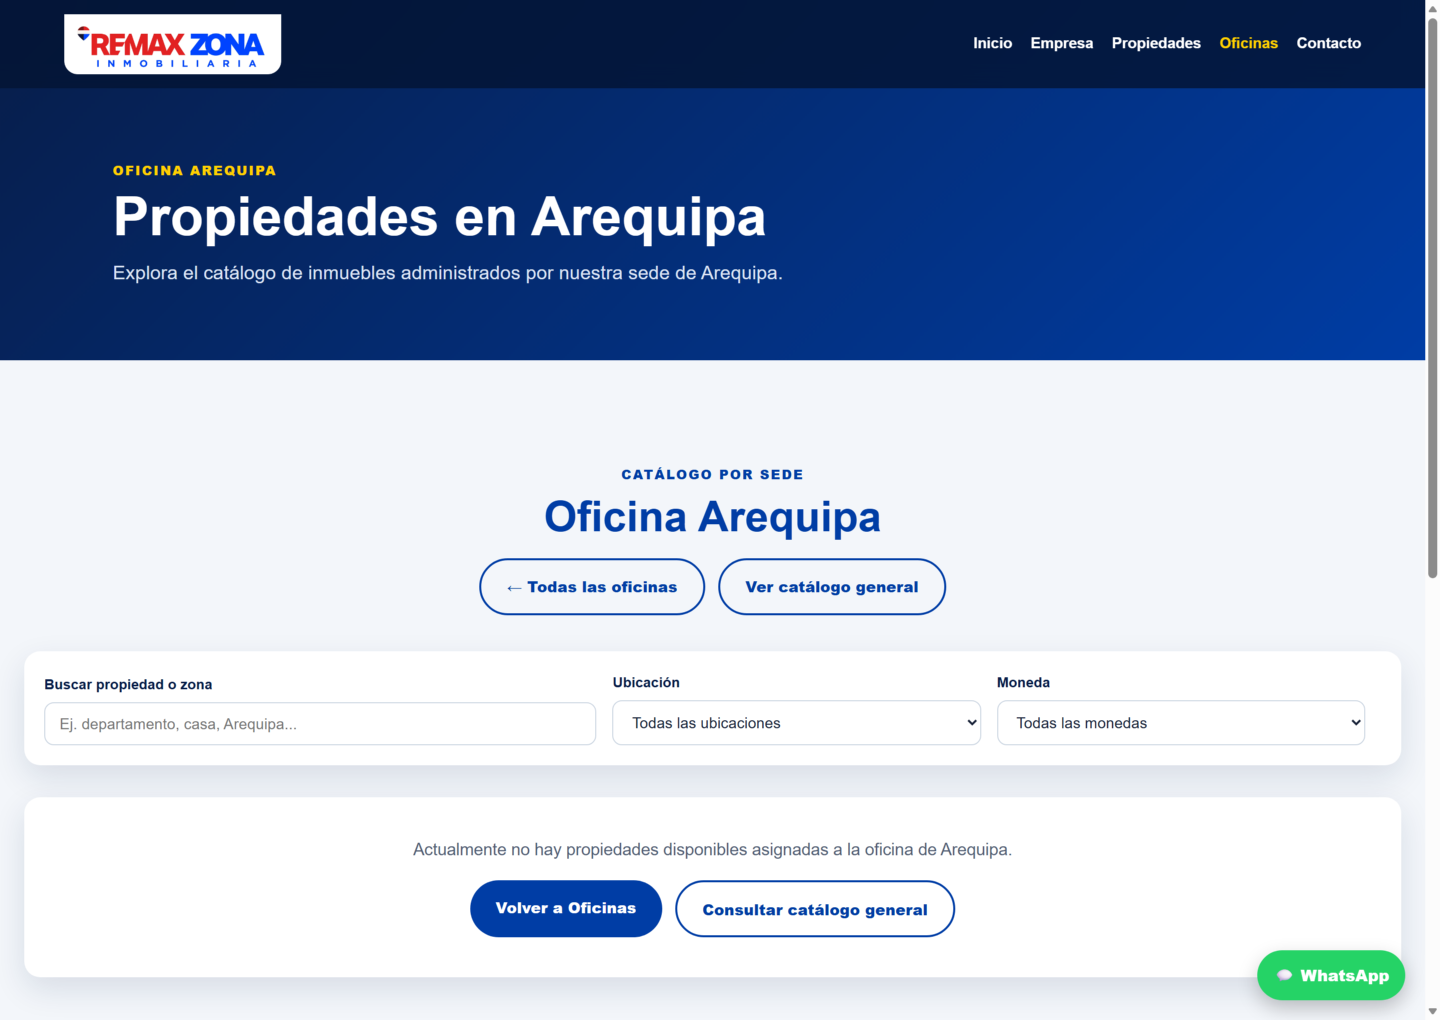 REMAX ZONA
INMOBILIARIA
Inicio Empresa Propiedades Oficinas Contacto
OFICINA AREQUIPA
Propiedades en Arequipa
Explora el catálogo de inmuebles administrados por nuestra sede de Arequipa.
CATÁLOGO POR SEDE
Oficina Arequipa
← Todas las oficinas Ver catálogo general
Buscar propiedad o zona Ubicación Moneda
Ej. departamento, casa, Arequipa... Todas las ubicaciones Todas las monedas
Actualmente no hay propiedades disponibles asignadas a la oficina de Arequipa.
Volver a Oficinas Consultar catálogo general
WhatsApp